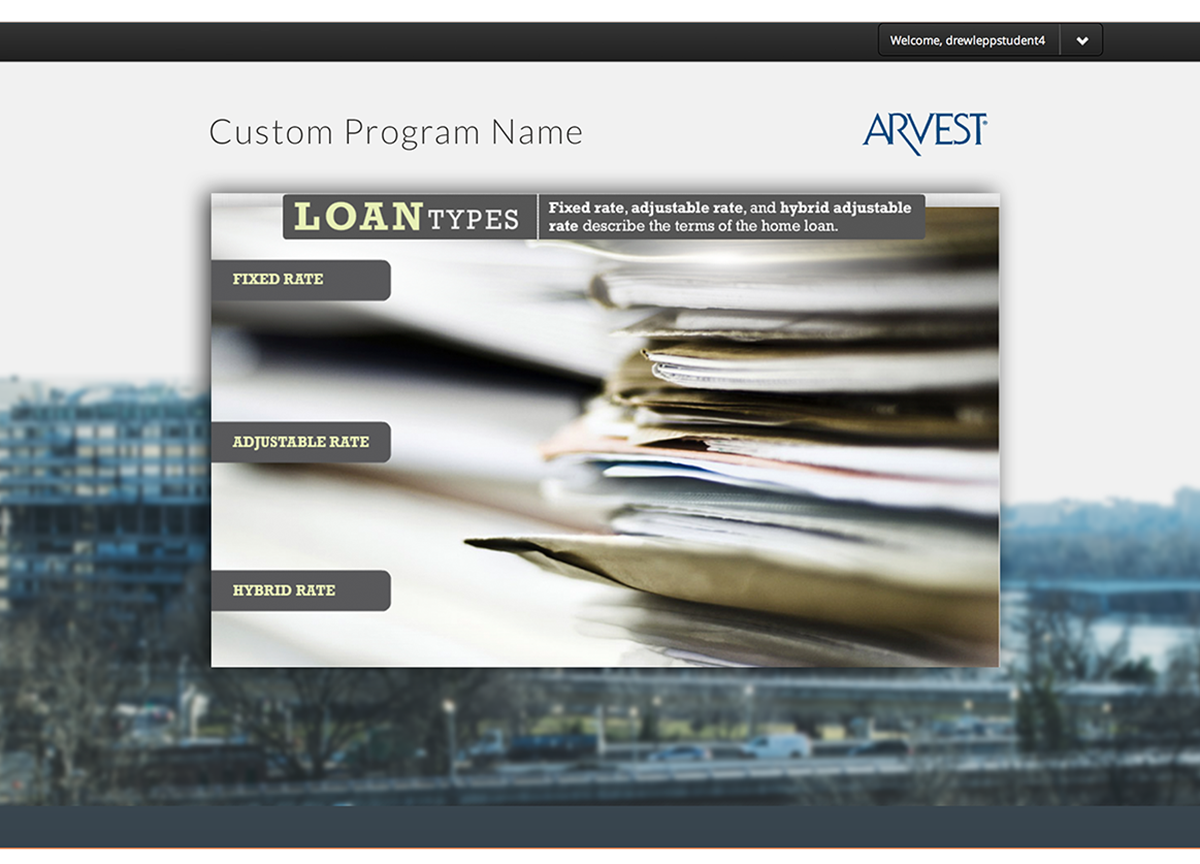 Welcome, drewleppstudent4
Custom Program Name
ARVEST®
LOAN TYPES
Fixed rate, adjustable rate, and hybrid adjustable
rate describe the terms of the home loan.
FIXED RATE
ADJUSTABLE RATE
HYBRID RATE